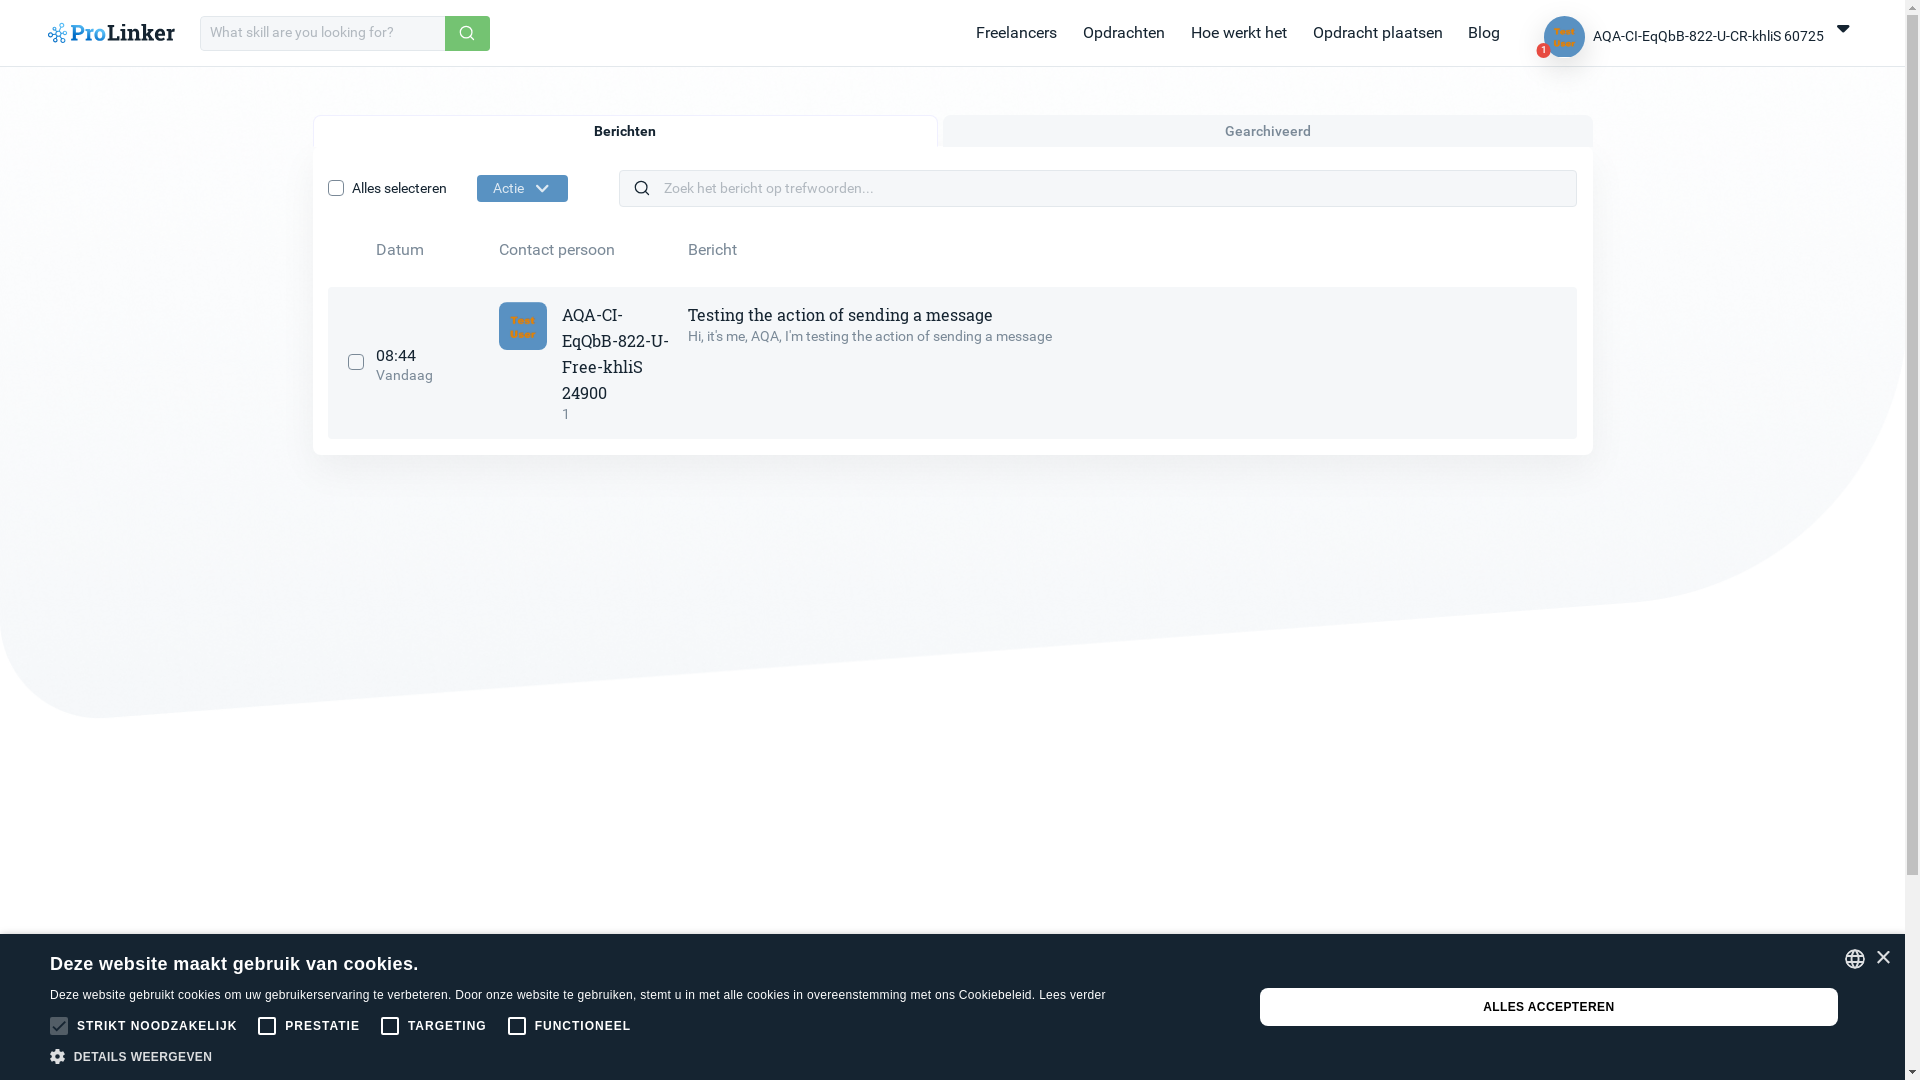 ProLinker
What skill are you looking for?
Freelancers
Opdrachten
Hoe werkt het
Opdracht plaatsen
Blog
Test
User
1
AQA-CI-EqQbB-822-U-CR-khliS 60725
Berichten
Gearchiveerd
Alles selecteren
Actie
Zoek het bericht op trefwoorden...
Datum
Contact persoon
Bericht
08:44
Vandaag
Test
User
AQA-CI-
EqQbB-822-U-
Free-khliS
24900
1
Testing the action of sending a message
Hi, it's me, AQA, I'm testing the action of sending a message
Deze website maakt gebruik van cookies.
Deze website gebruikt cookies om uw gebruikerservaring te verbeteren. Door onze website te gebruiken, stemt u in met alle cookies in overeenstemming met ons Cookiebeleid. Lees verder
STRIKT NOODZAKELIJK
PRESTATIE
TARGETING
FUNCTIONEEL
DETAILS WEERGEVEN
ALLES ACCEPTEREN